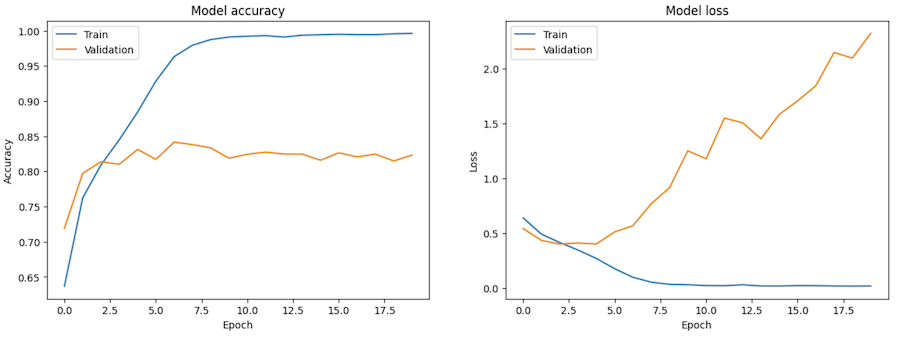 Model accuracy
Train
Validation
1.00
0.95
0.90
0.85
0.80
0.75
0.70
0.65
Accuracy
0.0 2.5 5.0 7.5 10.0 12.5 15.0 17.5
Epoch
Model loss
Train
Validation
2.0
1.5
1.0
0.5
0.0
Loss
0.0 2.5 5.0 7.5 10.0 12.5 15.0 17.5
Epoch